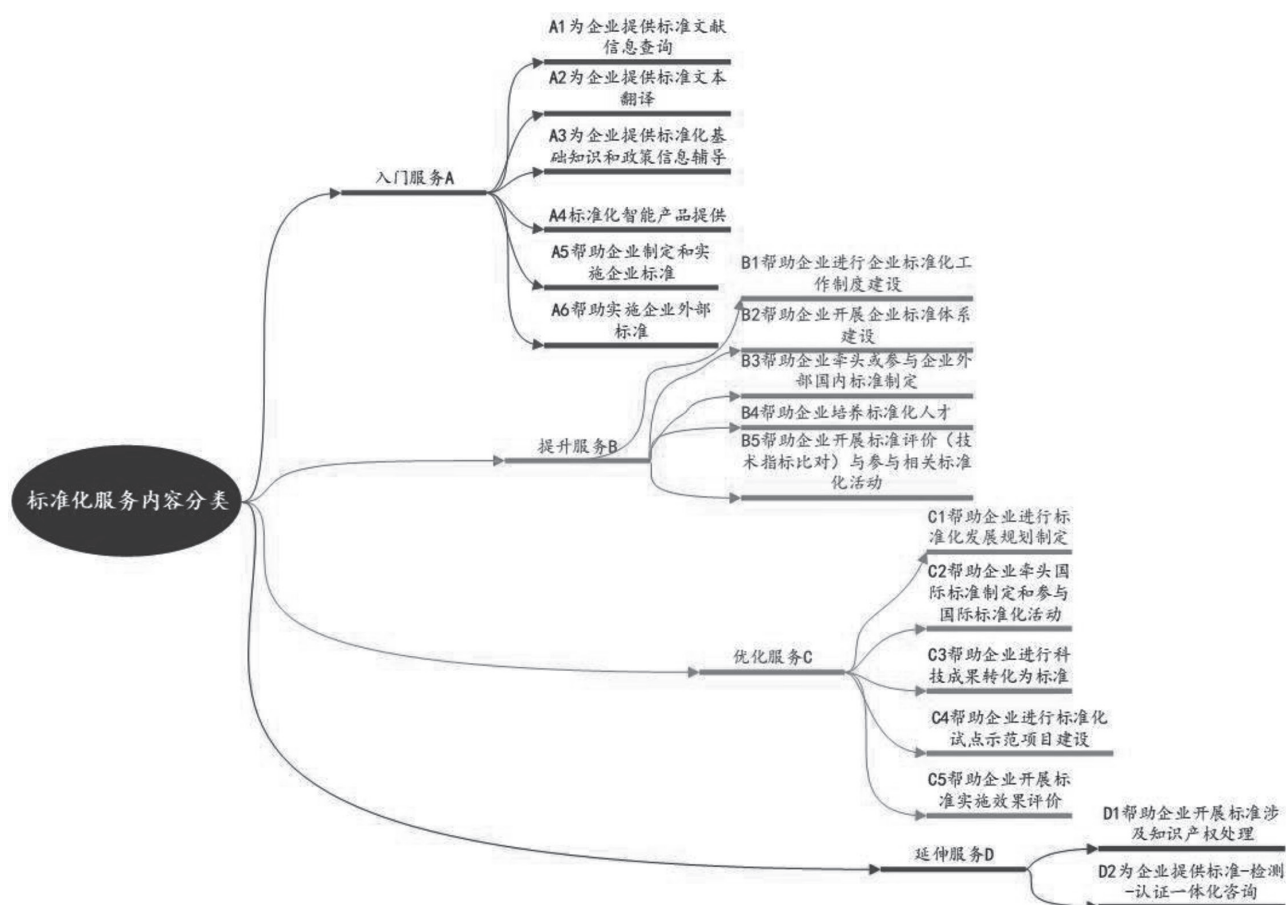 A1为企业提供标准文献
信息查询
A2为企业提供标准文本
翻译
A3为企业提供标准化基
础知识和政策信息辅导
入门服务A
A4标准化智能产品提供
A5帮助企业制定和实
施企业标准
A6帮助实施企业外部
标准
B1帮助企业进行企业标准化工
作制度建设
B2帮助企业开展企业标准体系
建设
B3帮助企业牵头或参与企业外
部国内标准制定
B4帮助企业培养标准化人才
提升服务B
B5帮助企业开展标准评价（技
术指标比对）与参与相关标准
化活动
标准化服务内容分类
C1帮助企业进行标
准化发展规划制定
C2帮助企业牵头国
际标准制定和参与
国际标准化活动
优化服务C
C3帮助企业进行科
技成果转化为标准
C4帮助企业进行标准化
试点示范项目建设
C5帮助企业开展标
准实施效果评价
D1帮助企业开展标准涉
及知识产权处理
延伸服务D
D2为企业提供标准-检测
-认证一体化咨询